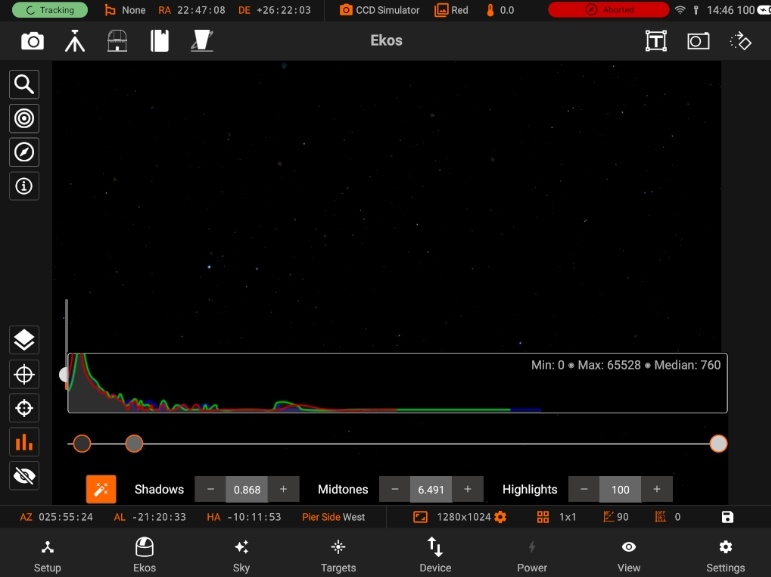 Tracking None RA 22:47:08 DE +26:22:03 CCD Simulator Red 0.0 Aborted 14:46 100
Ekos
Min: 0 ● Max: 65528 ● Median: 760
Shadows − 0.868 + Midtones − 6.491 + Highlights − 100 +
AZ 025:55:24 AL -21:20:33 HA -10:11:53 Pier Side West 1280x1024 1x1 90 0
Setup Ekos Sky Targets Device Power View Settings